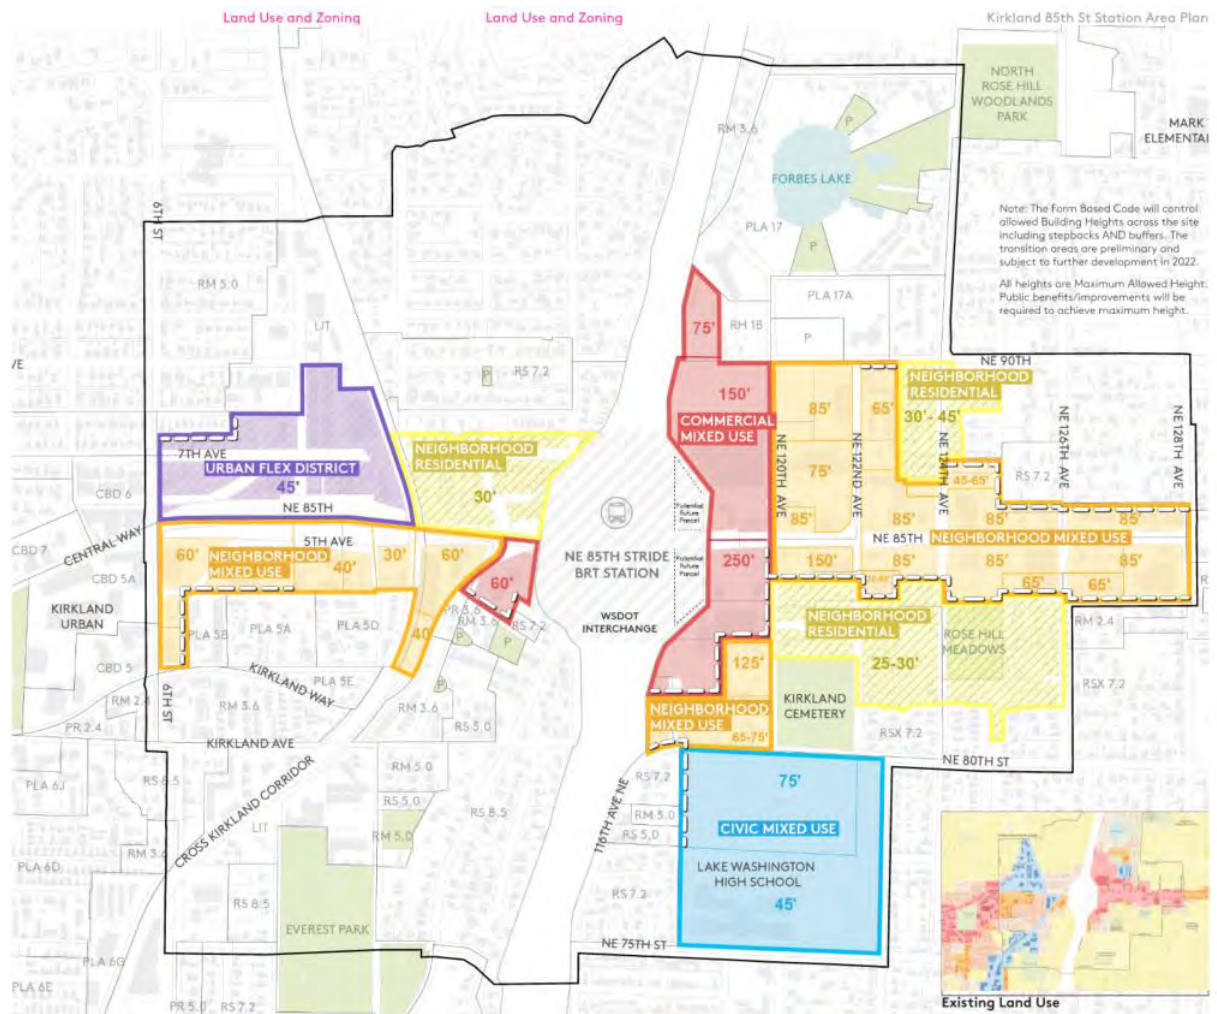 Land Use and Zoning
Land Use and Zoning
Kirkland 85th St Station Area Plan
NORTH
ROSE HILL
WOODLANDS
PARK
MARK
ELEMENTAI
RM 3.6
P
FORBES LAKE
6TH ST
Note: The Form Based Code will control
allowed Building Heights across the site
including stepbacks AND buffers. The
transition areas are preliminary and
subject to further development in 2022.
All heights are Maximum Allowed Height.
Public benefits/improvements will be
required to achieve maximum height.
PLA 17
P
RM 5.0
PLA 17A
LIT
75'
RH 1B
P
VE
P
RS 7.2
NE 90TH
NEIGHBORHOOD
RESIDENTIAL
30'- 45'
150'
COMMERCIAL
MIXED USE
85'
65'
NE 120TH AVE
NE 122ND AVE
NE 124TH AVE
NE 126TH AVE
NE 128TH AVE
7TH AVE
URBAN FLEX DISTRICT
45'
NE 85TH
NEIGHBORHOOD
RESIDENTIAL
30'
75'
45-65'
RS 7.2
CBD 6
Potential
Future
Parcel
85'
85'
85'
85'
CENTRAL WAY
CBD 7
60'
NEIGHBORHOOD
MIXED USE
5TH AVE
40'
30'
60'
NE 85TH STRIDE
BRT STATION
Potential
Future
Parcel
250'
NE 85TH
NEIGHBORHOOD MIXED USE
150'
85'
85'
85'
65'
65'
CBD 5A
60'
KIRKLAND
URBAN
WSDOT
INTERCHANGE
PR 3.6
RM 3.6
RS 7.2
P
P
40'
PLA 5B
PLA 5A
PLA 5D
NEIGHBORHOOD
RESIDENTIAL
25-30'
ROSE HILL
MEADOWS
RM 2.4
CBD 5
KIRKLAND
WAY
PLA 5E
P
125'
RSX 7.2
RM 2.4
6TH ST
RM 3.6
RM 3.6
RS 5.0
NEIGHBORHOOD
MIXED USE
65-75'
KIRKLAND
CEMETERY
PR 2.4
KIRKLAND AVE
RSX 7.2
NE 80TH ST
PLA 6J
RS 8.5
RM 5.0
RS 5.0
RS 8.5
CROSS KIRKLAND CORRIDOR
116TH AVE NE
RS 7.2
75'
LIT
RM 5.0
RM 5.0
RS 5.0
CIVIC MIXED USE
RM 3.6
PLA 6D
LAKE WASHINGTON
HIGH SCHOOL
45'
RS 7.2
RS 8.5
EVEREST PARK
NE 75TH ST
PLA 6G
PLA 6E
PR 5.0
RS 7.2
Existing Land Use